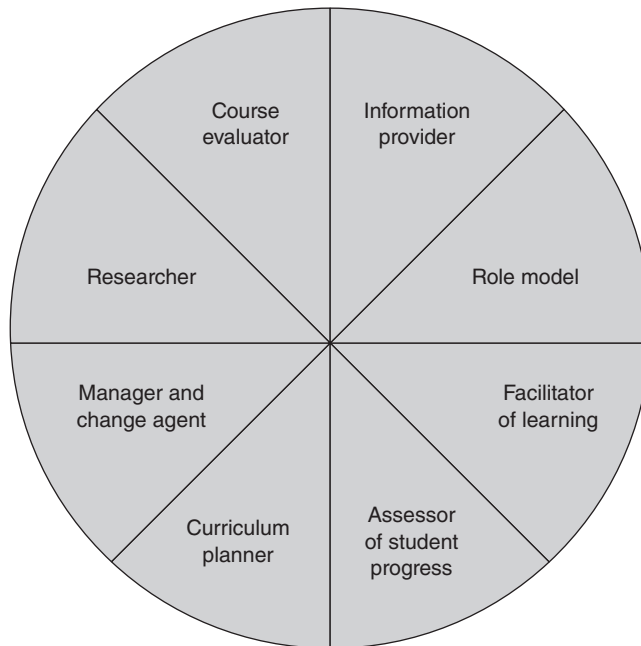 Course
evaluator
Information
provider
Role model
Facilitator
of learning
Assessor
of student
progress
Curriculum
planner
Manager and
change agent
Researcher